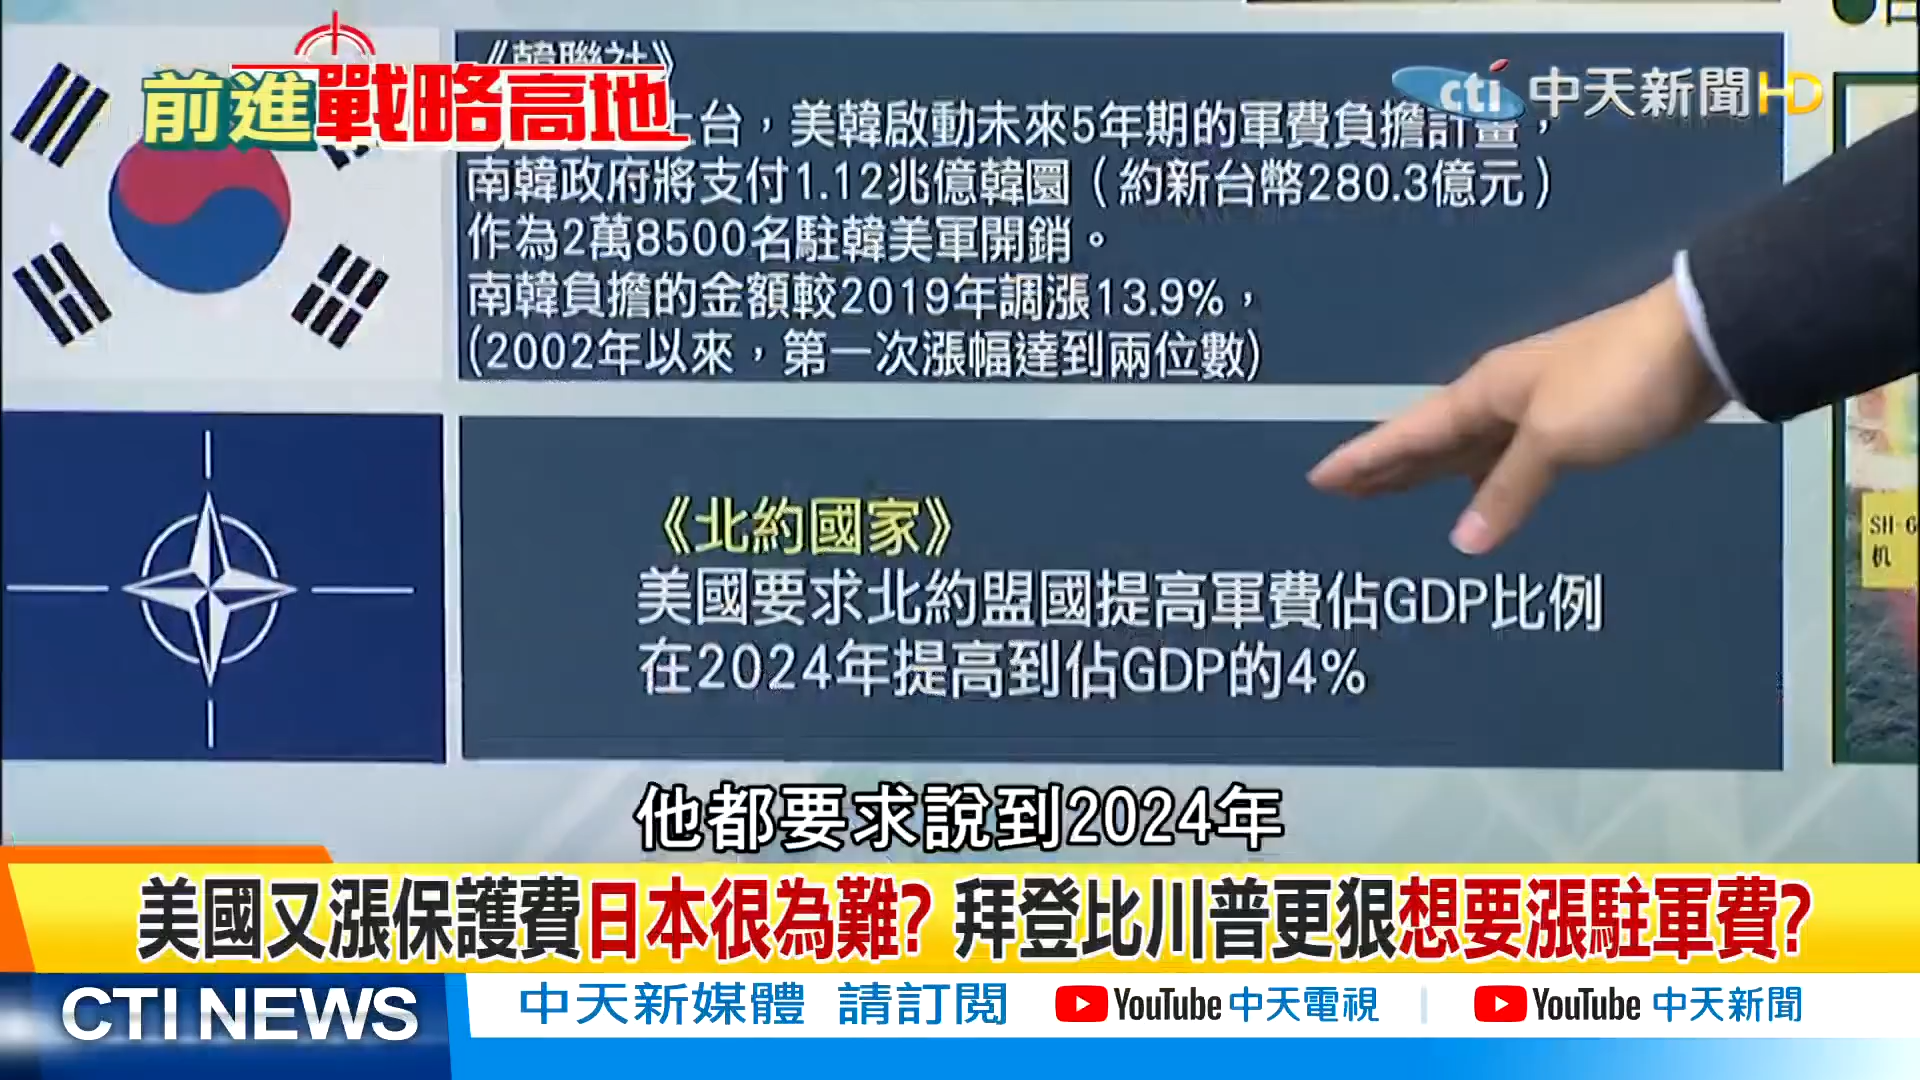 《韓聯社》
前進戰略高地
cti 中天新聞HD
上台，美韓啟動未來5年期的軍費負擔計畫，
南韓政府將支付1.12兆億韓圜（約新台幣280.3億元）
作為2萬8500名駐韓美軍開銷。
南韓負擔的金額較2019年調漲13.9%，
(2002年以來，第一次漲幅達到兩位數)
《北約國家》
美國要求北約盟國提高軍費佔GDP比例
在2024年提高到佔GDP的4%
SH-6
机
他都要求說到2024年
美國又漲保護費日本很為難? 拜登比川普更狠想要漲駐軍費?
CTI NEWS
中天新媒體 請訂閱 YouTube 中天電視 YouTube 中天新聞